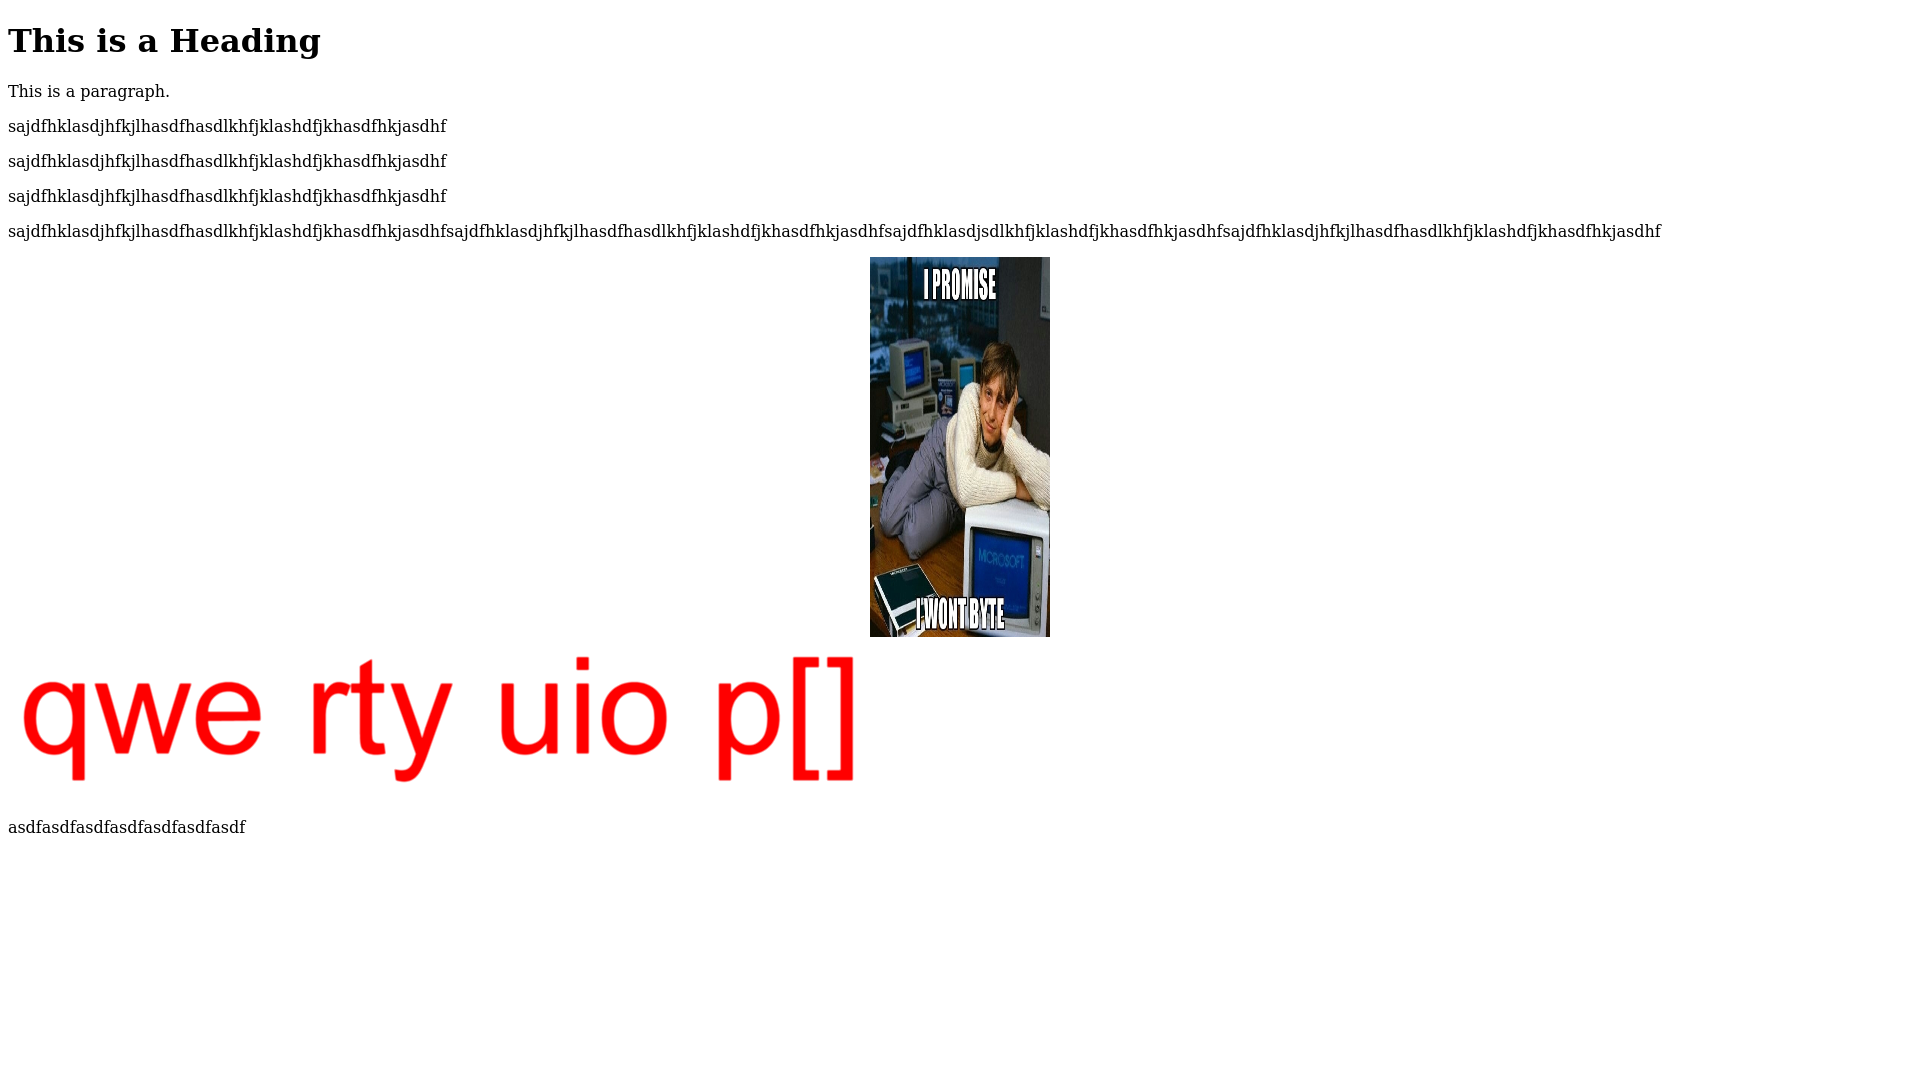 This is a Heading
This is a paragraph.
sajdfhklasdjhfkjlhasdfhasdlkhfjklashdfjkhasdfhkjasdhf
sajdfhklasdjhfkjlhasdfhasdlkhfjklashdfjkhasdfhkjasdhf
sajdfhklasdjhfkjlhasdfhasdlkhfjklashdfjkhasdfhkjasdhf
sajdfhklasdjhfkjlhasdfhasdlkhfjklashdfjkhasdfhkjasdhfsajdfhklasdjhfkjlhasdfhasdlkhfjklashdfjkhasdfhkjasdhfsajdfhklasdjsdlkhfjklashdfjkhasdfhkjasdhfsajdfhklasdjhfkjlhasdfhasdlkhfjklashdfjkhasdfhkjasdhf
I PROMISE
MICROSOFT
I WONT BYTE
qwe rty uio p[]
asdfasdfasdfasdfasdfasdfasdf